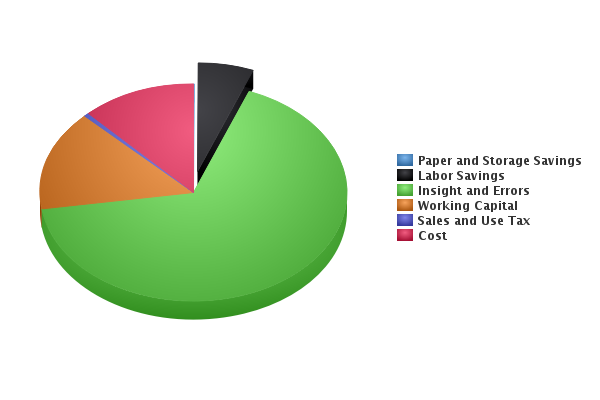 Paper and Storage Savings
Labor Savings
Insight and Errors
Working Capital
Sales and Use Tax
Cost